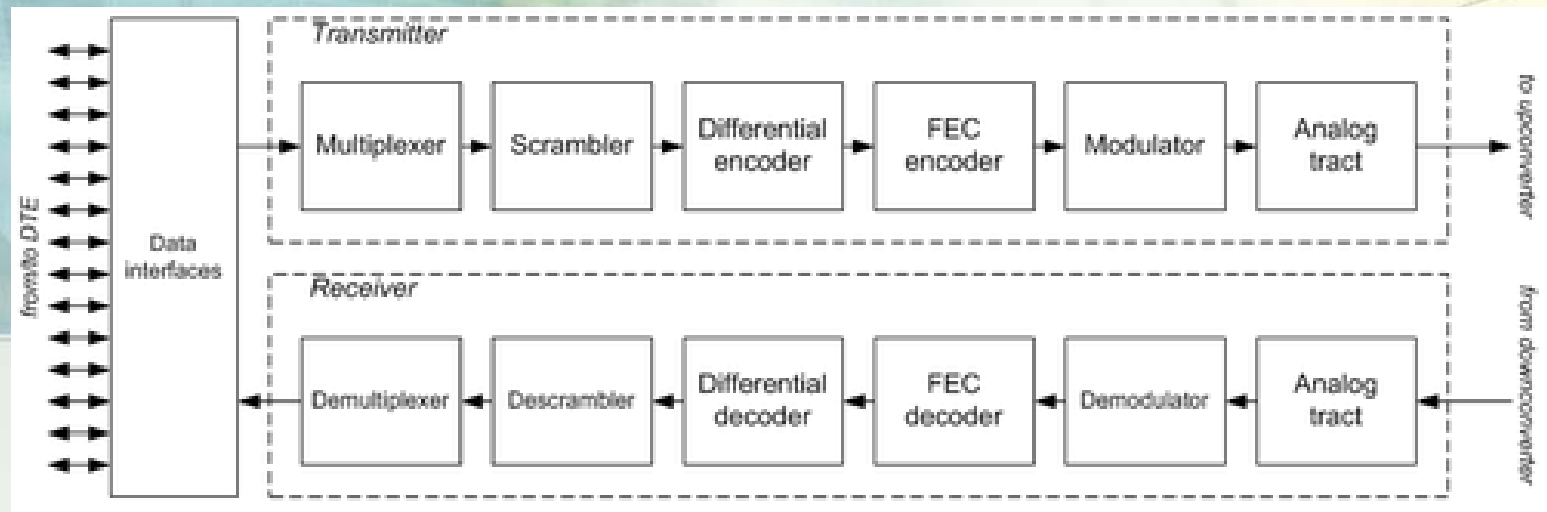 from/to DTE
Data
interfaces
Transmitter
Multiplexer
Scrambler
Differential
encoder
FEC
encoder
Modulator
Analog
tract
to upconverter
Receiver
Demultiplexer
Descrambler
Differential
decoder
FEC
decoder
Demodulator
Analog
tract
from downconverter